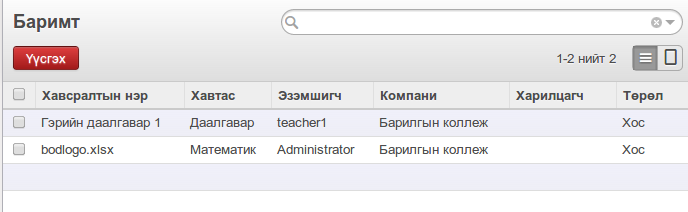 Баримт
Үүсгэх
1-2 нийт 2
Хавсралтын нэр Хавтас Эзэмшигч Компани Харилцагч Төрөл
Гэрийн даалгавар 1 Даалгавар teacher1 Барилгын коллеж Хос
bodlogo.xlsx Математик Administrator Барилгын коллеж Хос